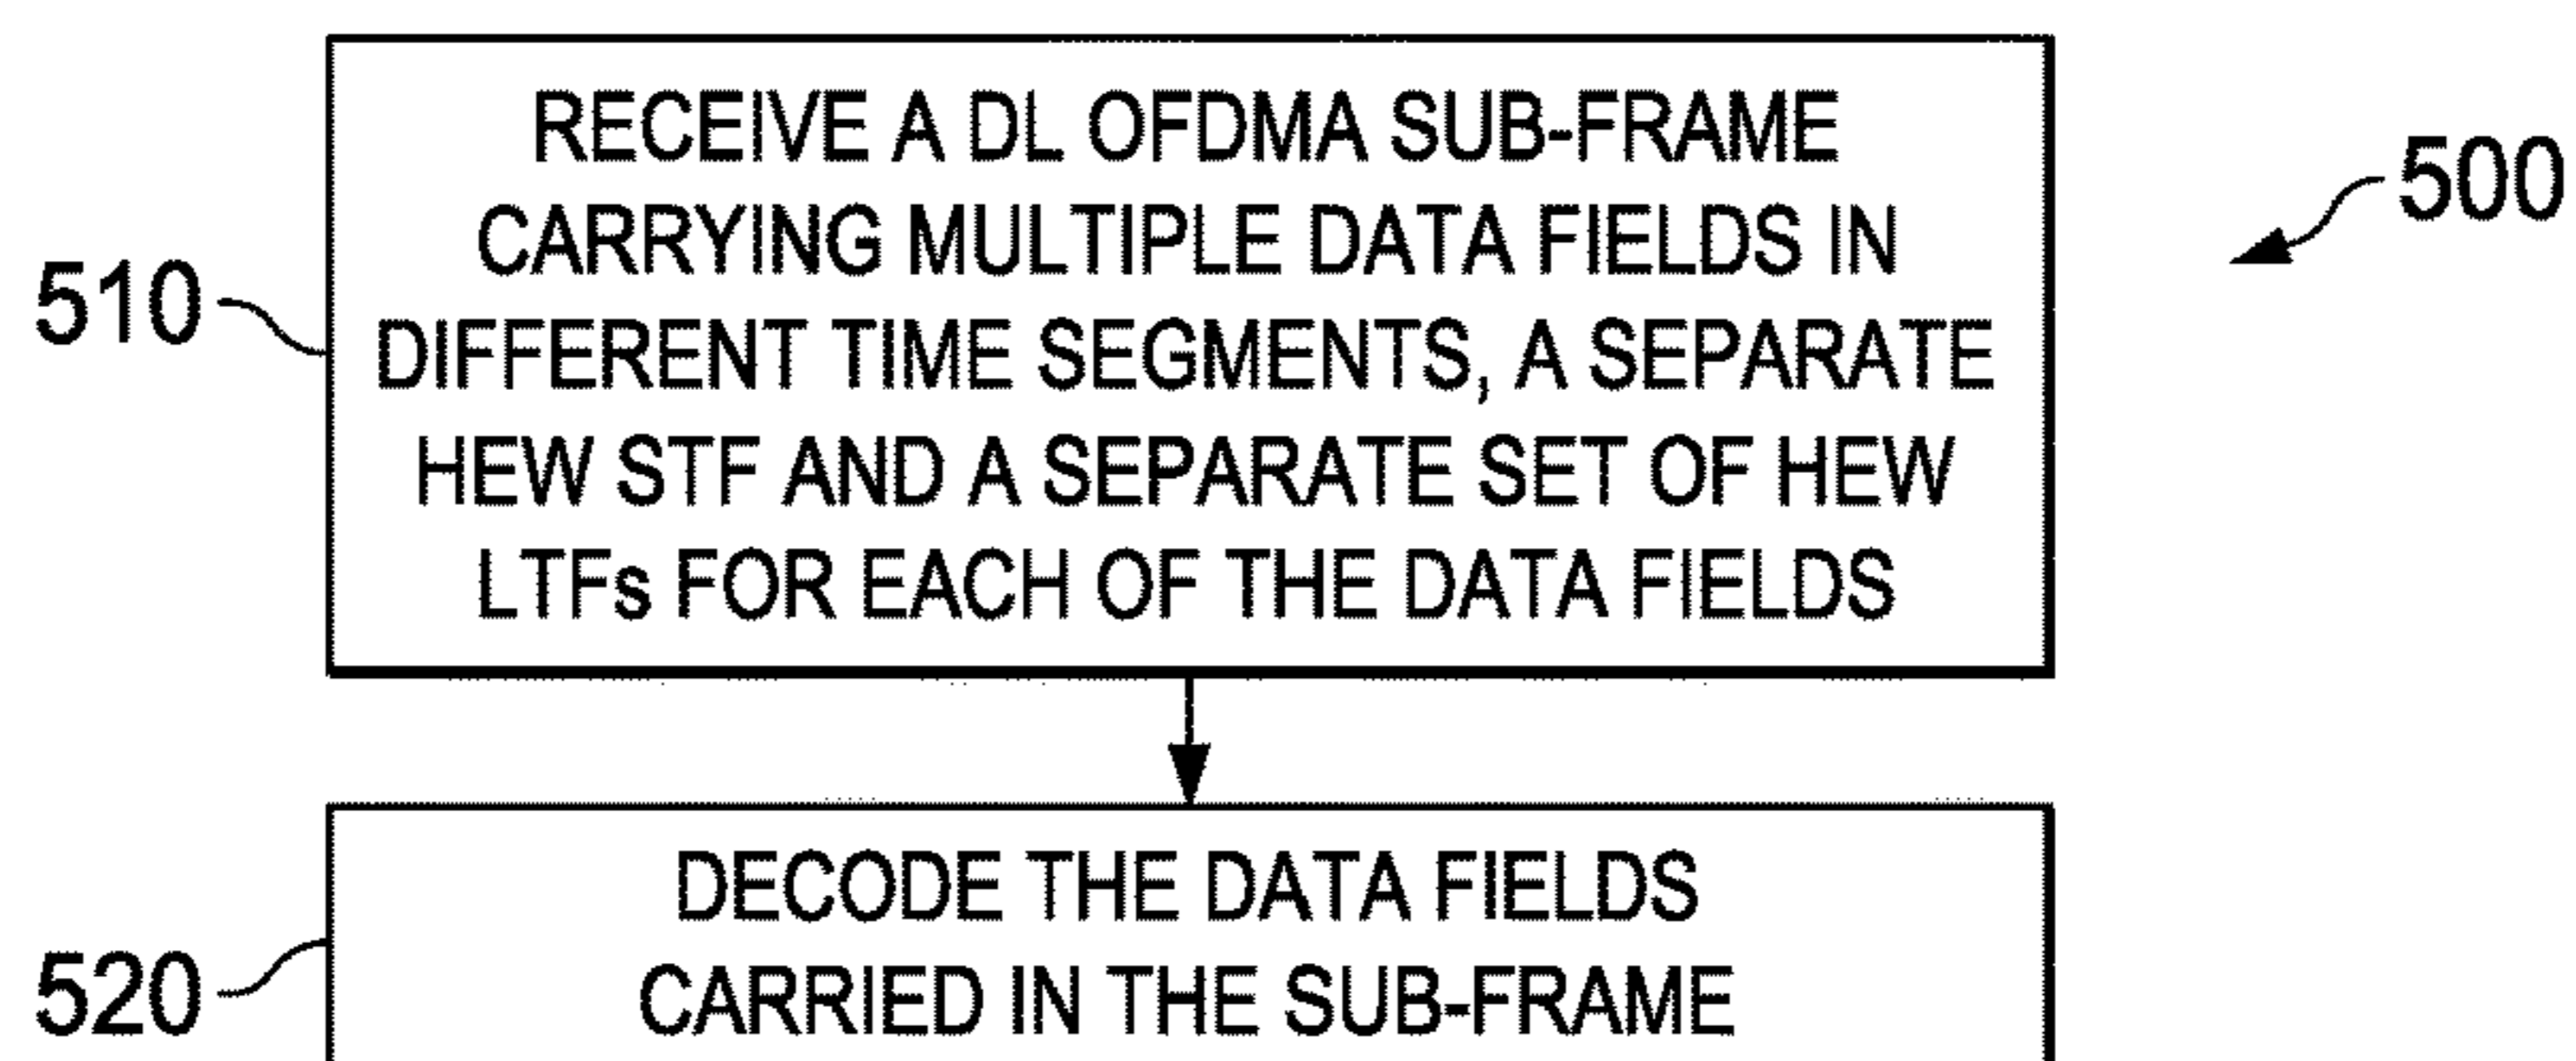 RECEIVE A DL OFDMA SUB-FRAME
CARRYING MULTIPLE DATA FIELDS IN
DIFFERENT TIME SEGMENTS, A SEPARATE
HEW STF AND A SEPARATE SET OF HEW
LTFs FOR EACH OF THE DATA FIELDS
500
510
DECODE THE DATA FIELDS
CARRIED IN THE SUB-FRAME
520